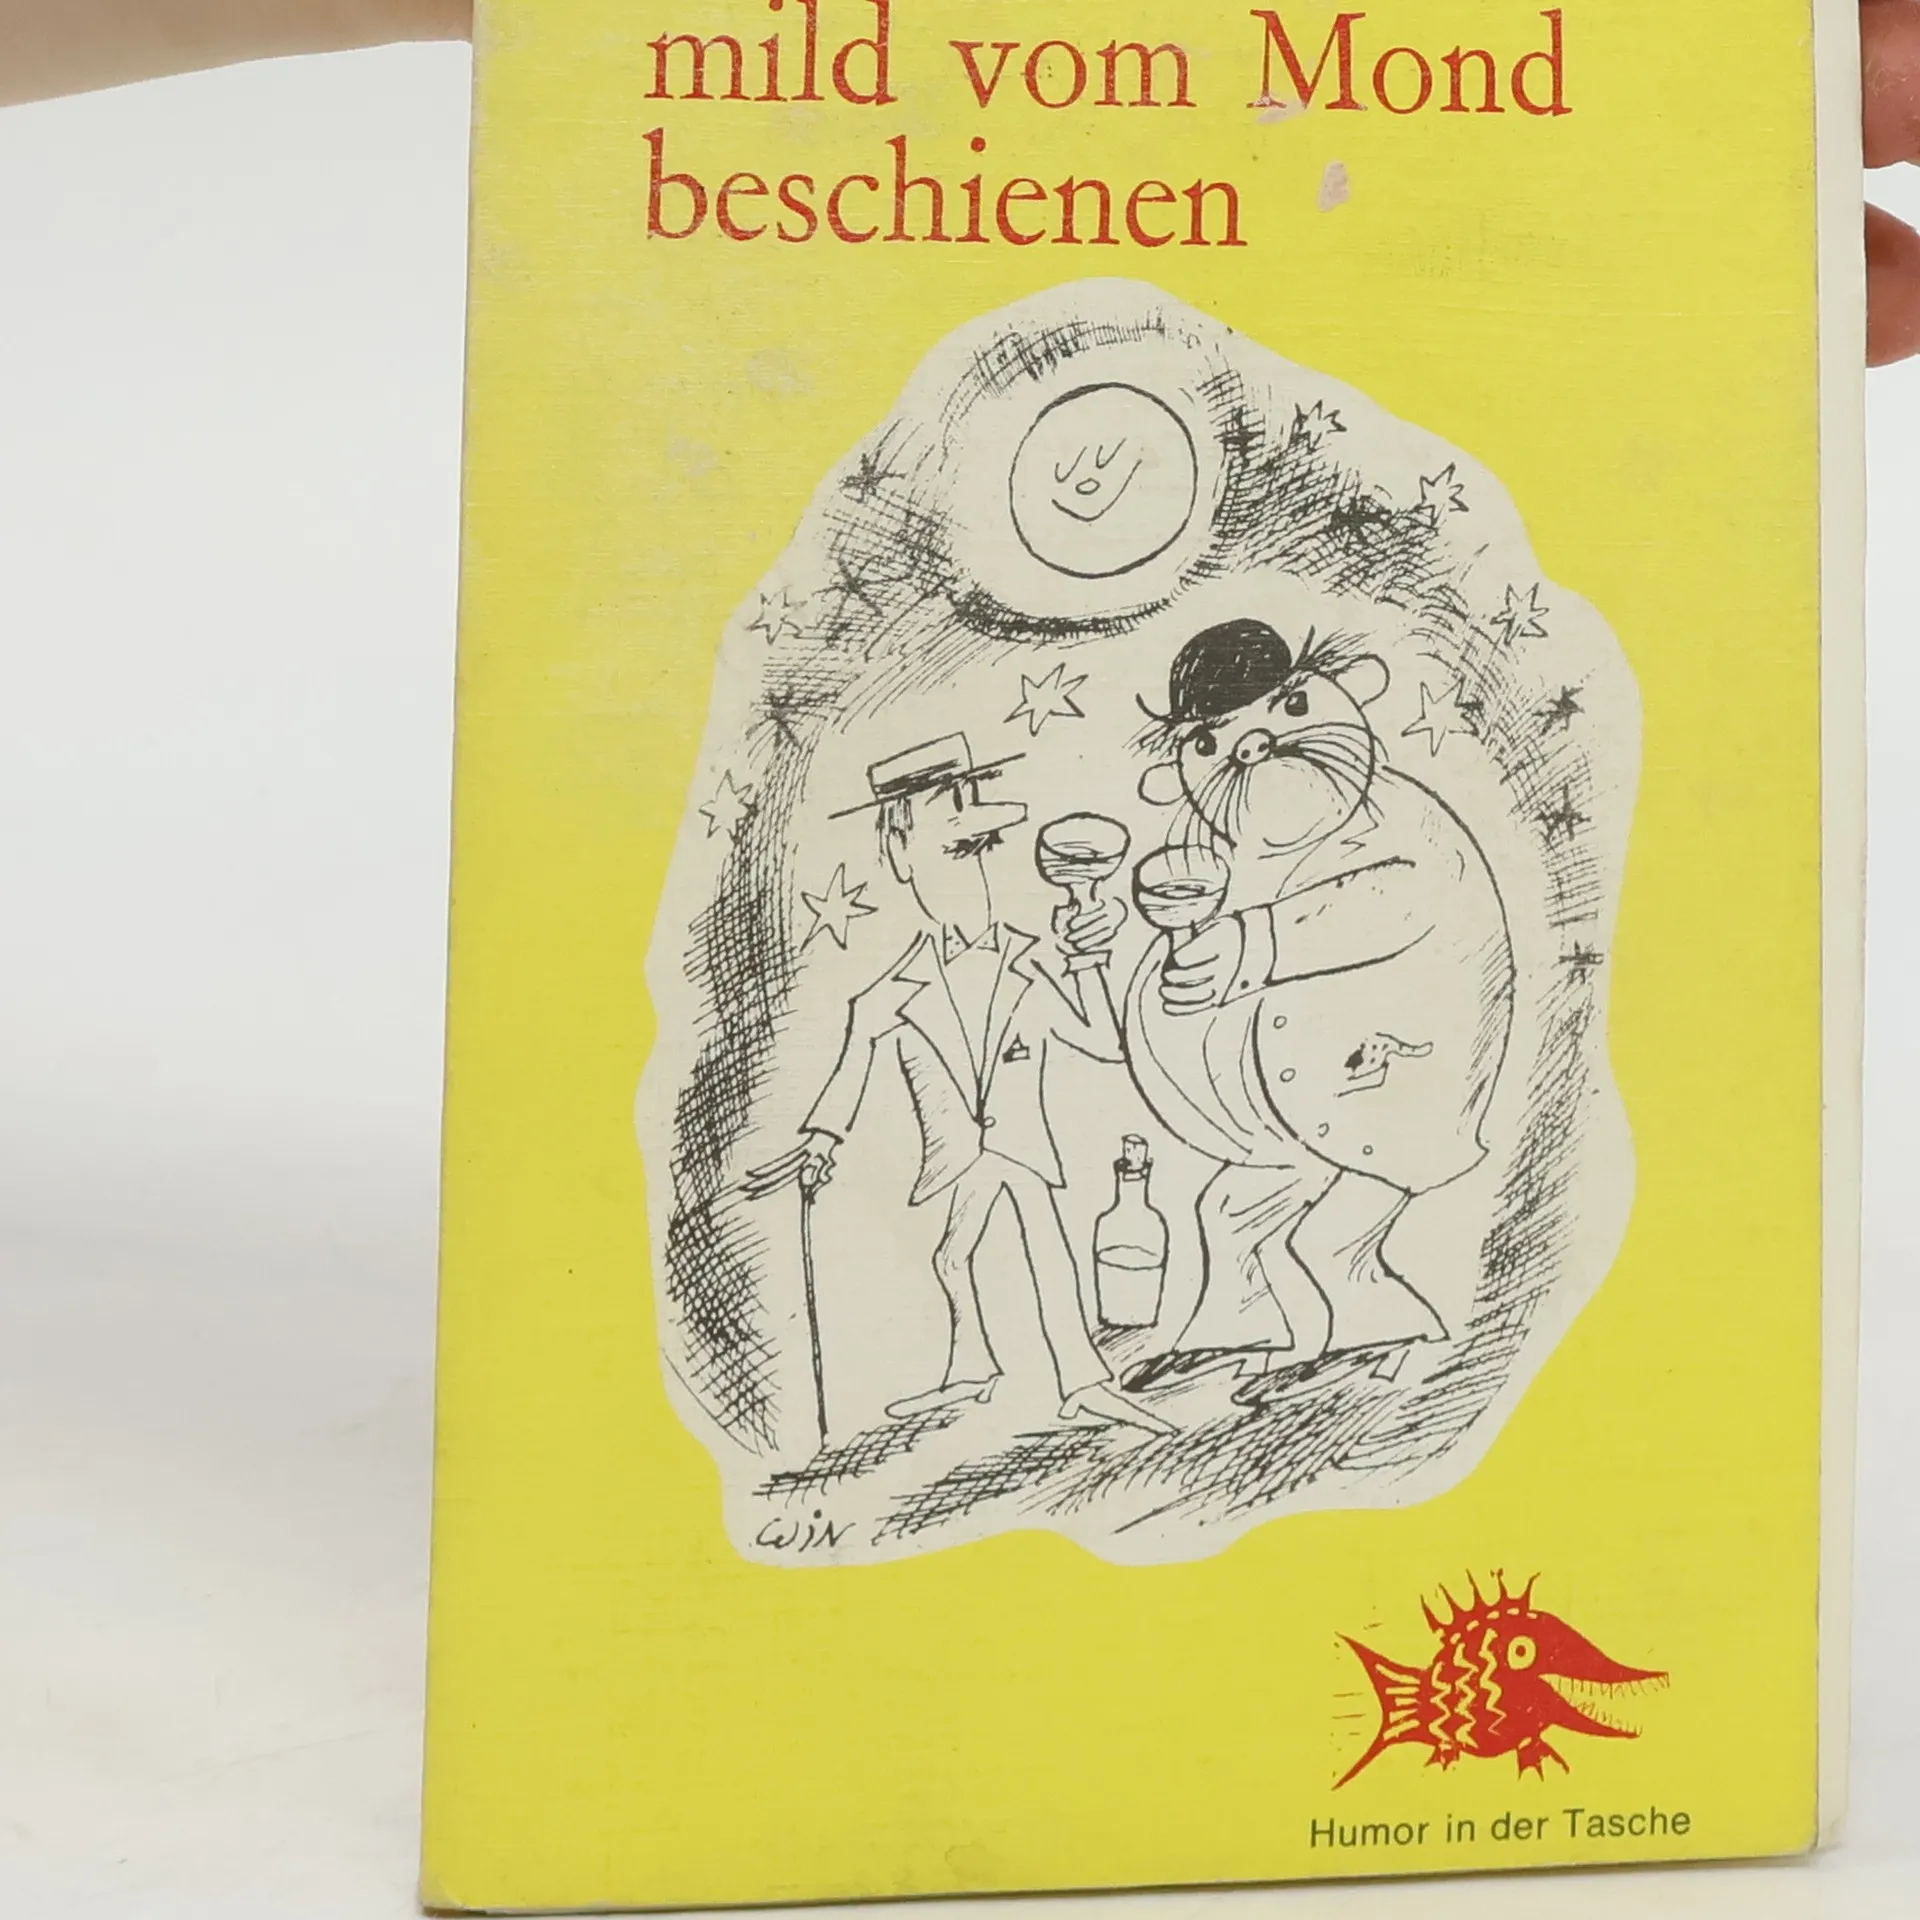 mild vom Mond
beschienen
WiN
Humor in der Tasche